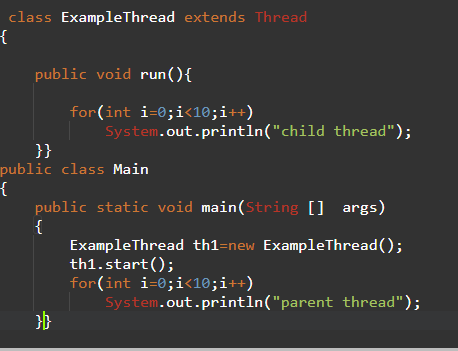 class ExampleThread extends Thread
{
public void run(){
for(int i=0;i<10;i++)
System.out.println("child thread");
}}
public class Main
{
public static void main(String []  args)
{
ExampleThread th1=new ExampleThread();
th1.start();
for(int i=0;i<10;i++)
System.out.println("parent thread");
}}